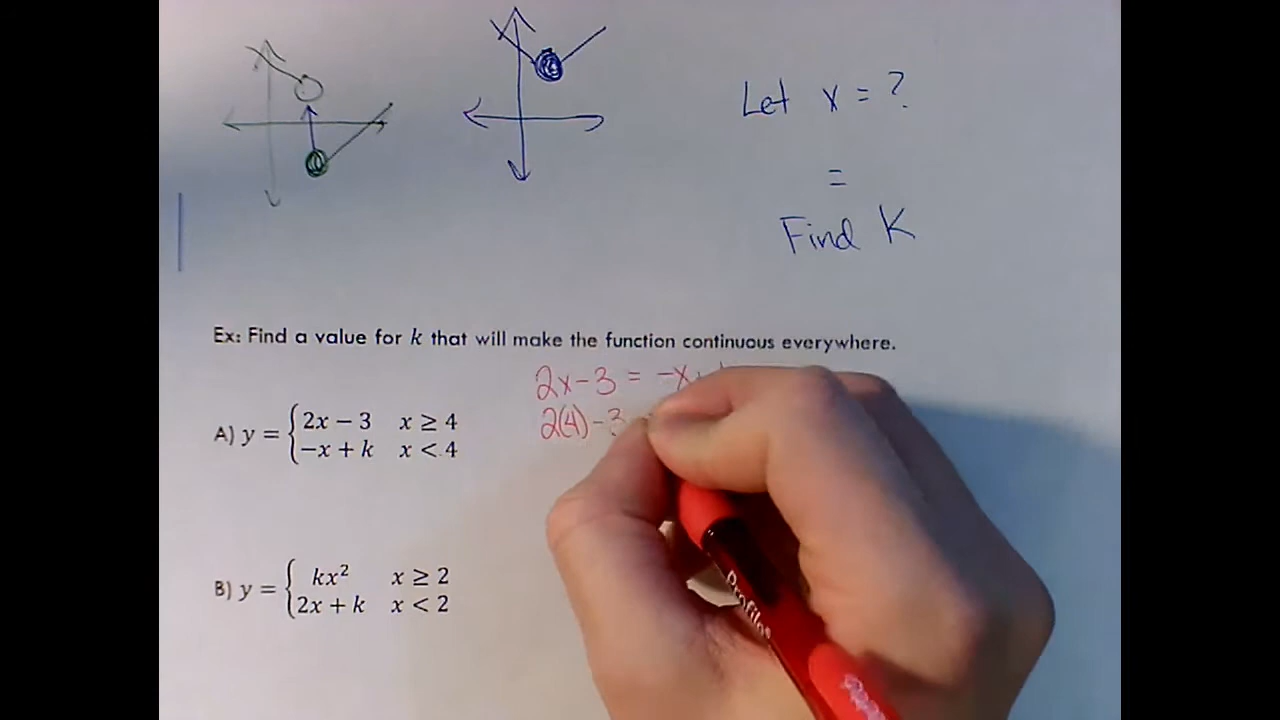 Let x = ?
=
Find K
Ex: Find a value for k that will make the function continuous everywhere.
2x-3 = -x+
2(4)-3
A) y = { 2x − 3 x ≥ 4
−x + k x < 4
B) y = { kx² x ≥ 2
2x + k x < 2
Profile